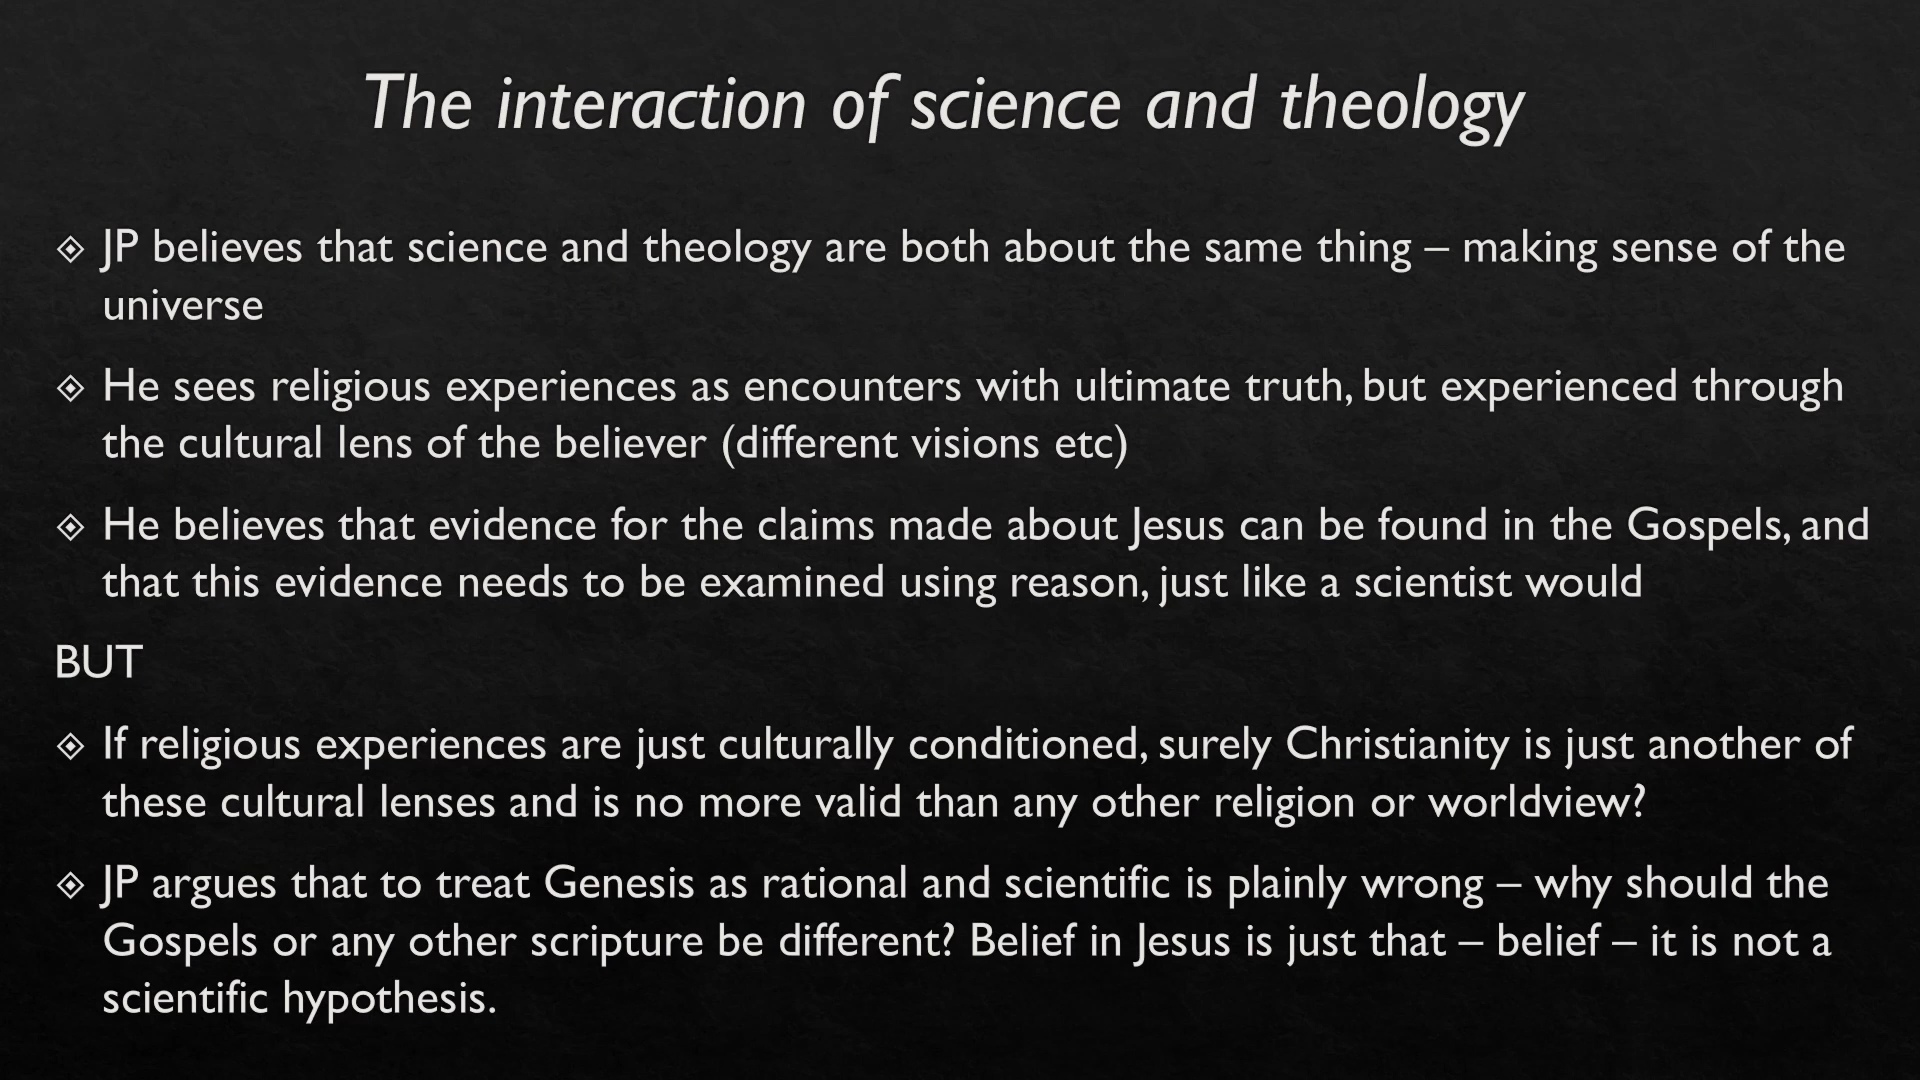 The interaction of science and theology
JP believes that science and theology are both about the same thing – making sense of the
universe
He sees religious experiences as encounters with ultimate truth, but experienced through
the cultural lens of the believer (different visions etc)
He believes that evidence for the claims made about Jesus can be found in the Gospels, and
that this evidence needs to be examined using reason, just like a scientist would
BUT
If religious experiences are just culturally conditioned, surely Christianity is just another of
these cultural lenses and is no more valid than any other religion or worldview?
JP argues that to treat Genesis as rational and scientific is plainly wrong – why should the
Gospels or any other scripture be different? Belief in Jesus is just that – belief – it is not a
scientific hypothesis.